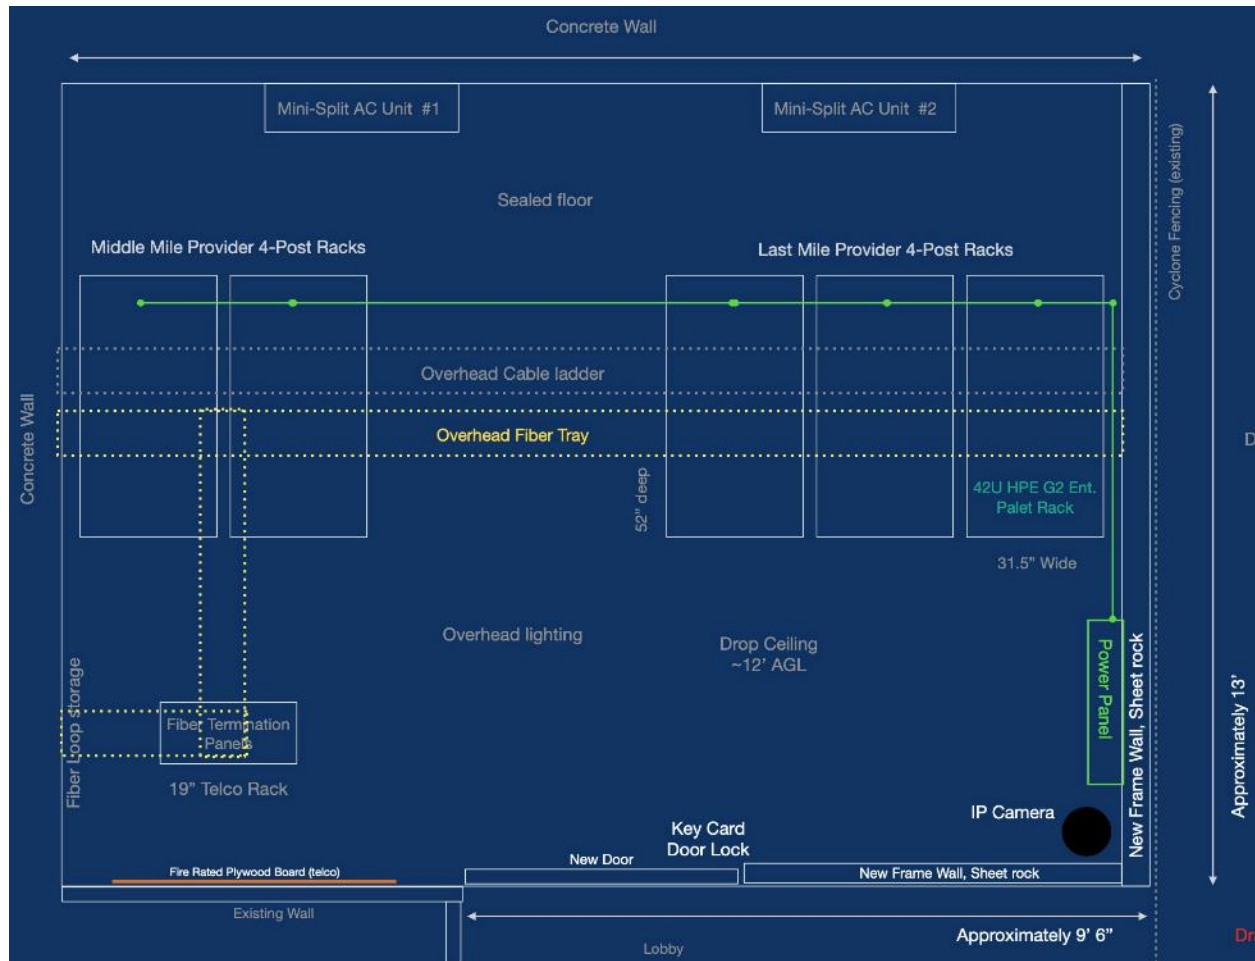 Concrete Wall
Mini-Split AC Unit  #1
Mini-Split AC Unit  #2
Cyclone Fencing (existing)
Sealed floor
Middle Mile Provider 4-Post Racks
Last Mile Provider 4-Post Racks
Overhead Cable ladder
Concrete Wall
Overhead Fiber Tray
52" deep
42U HPE G2 Ent.
Palet Rack
31.5" Wide
Overhead lighting
Drop Ceiling
~12' AGL
Power Panel
New Frame Wall, Sheet rock
Approximately 13'
Fiber Loop storage
Fiber Termination
Panels
19" Telco Rack
IP Camera
Key Card
Door Lock
New Door
Fire Rated Plywood Board (telco)
New Frame Wall, Sheet rock
Existing Wall
Approximately 9' 6"
Lobby